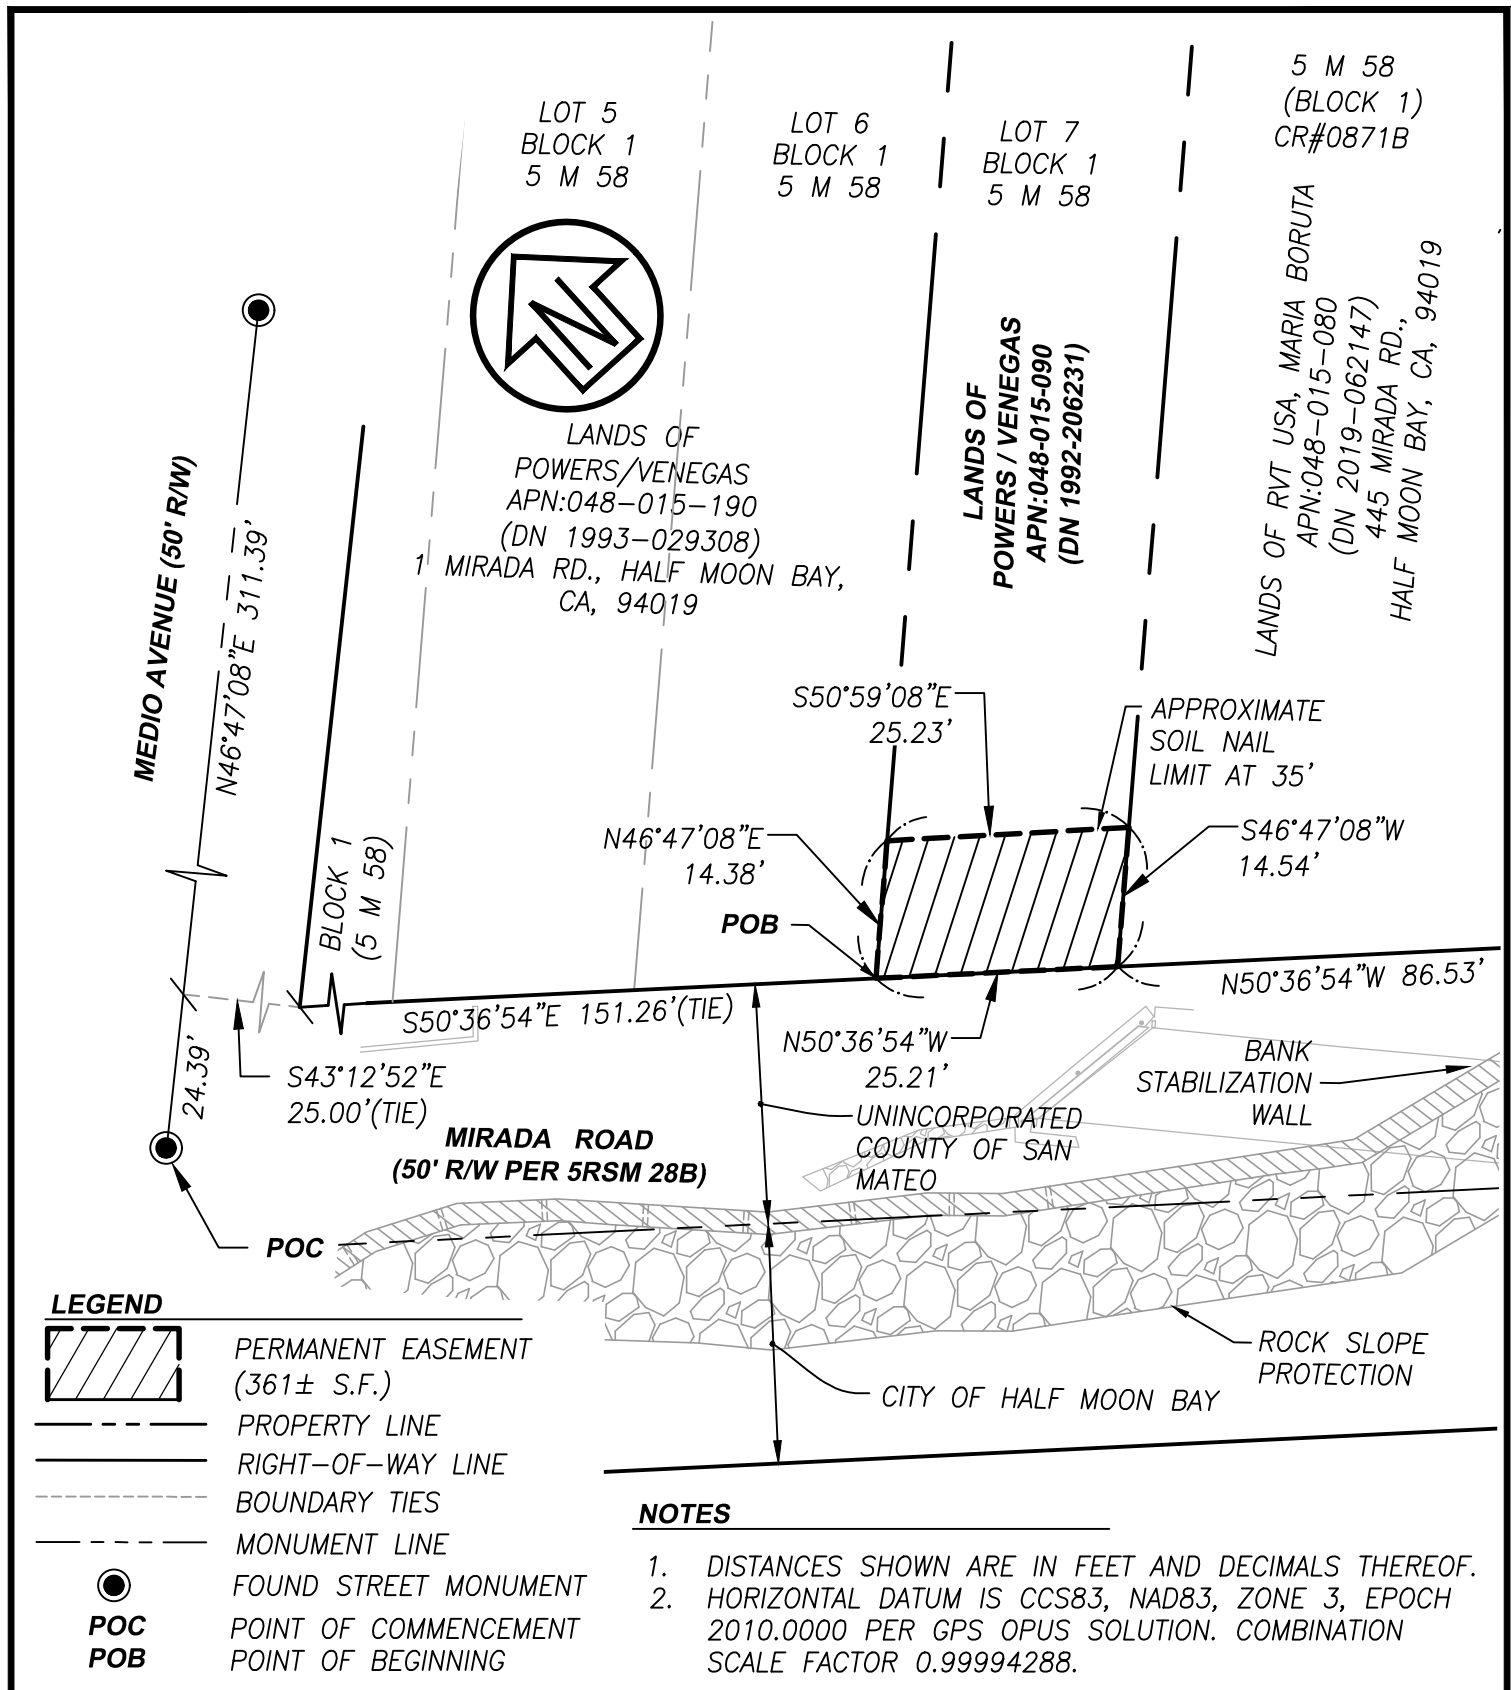 LOT 5
BLOCK 1
5 M 58
LOT 6
BLOCK 1
5 M 58
LOT 7
BLOCK 1
5 M 58
5 M 58
(BLOCK 1)
CR#0871B
N
LANDS OF
POWERS/VENEGAS
APN:048-015-190
(DN 1993-029308)
1 MIRADA RD., HALF MOON BAY,
CA, 94019
LANDS OF
POWERS / VENEGAS
APN:048-015-090
(DN 1992-206231)
LANDS OF RVT USA, MARIA BORUTA
APN:048-015-080
(DN 2019-062147)
445 MIRADA RD.,
HALF MOON BAY, CA, 94019
MEDIO AVENUE (50' R/W)
N46°47'08"E 311.39'
BLOCK 1
(5 M 58)
S50°59'08"E
25.23'
APPROXIMATE
SOIL NAIL
LIMIT AT 35'
N46°47'08"E
14.38'
S46°47'08"W
14.54'
POB
S50°36'54"E 151.26'(TIE)
N50°36'54"W 86.53'
24.39'
S43°12'52"E
25.00'(TIE)
N50°36'54"W
25.21'
BANK
STABILIZATION
WALL
MIRADA ROAD
(50' R/W PER 5RSM 28B)
UNINCORPORATED
COUNTY OF SAN
MATEO
POC
ROCK SLOPE
PROTECTION
CITY OF HALF MOON BAY
LEGEND
PERMANENT EASEMENT
(361± S.F.)
PROPERTY LINE
RIGHT-OF-WAY LINE
BOUNDARY TIES
MONUMENT LINE
FOUND STREET MONUMENT
POC POINT OF COMMENCEMENT
POB POINT OF BEGINNING
NOTES
1. DISTANCES SHOWN ARE IN FEET AND DECIMALS THEREOF.
2. HORIZONTAL DATUM IS CCS83, NAD83, ZONE 3, EPOCH
2010.0000 PER GPS OPUS SOLUTION. COMBINATION
SCALE FACTOR 0.99994288.